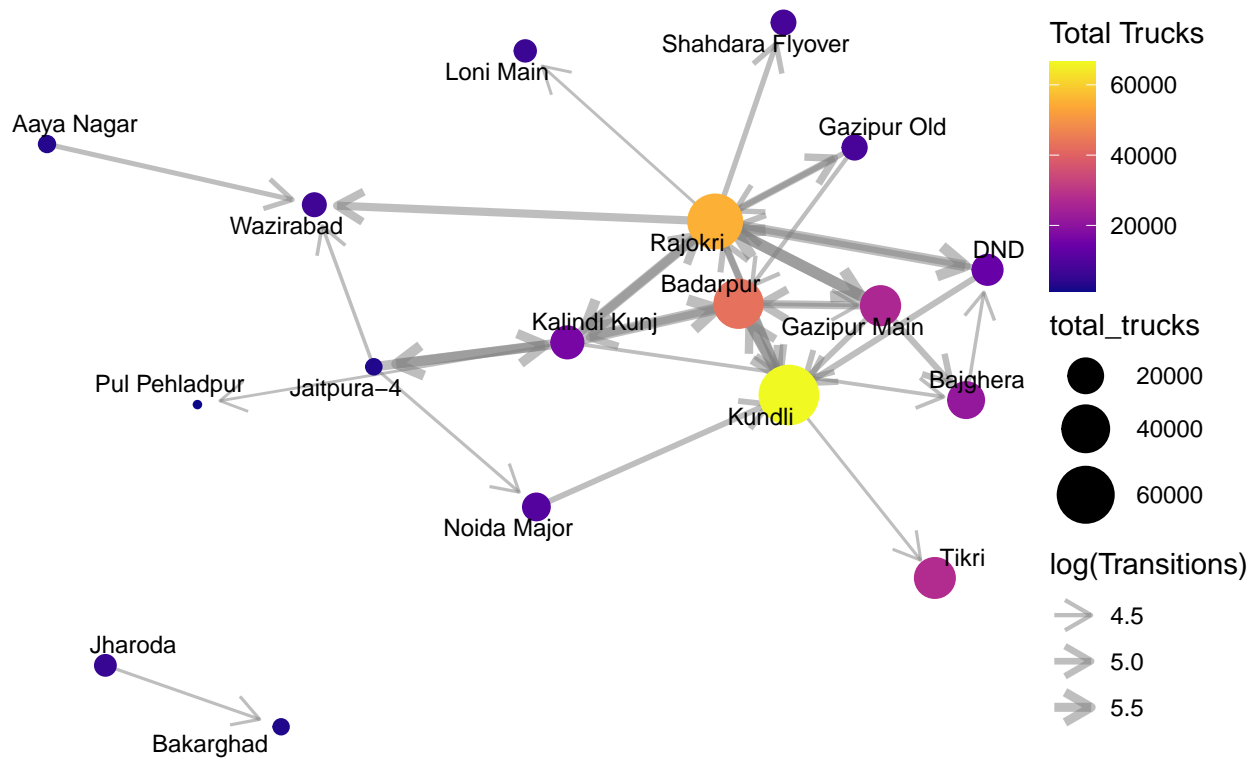 Shahdara Flyover
Loni Main
Aaya Nagar
Gazipur Old
Wazirabad
Rajokri
DND
Badarpur
Kalindi Kunj
Gazipur Main
Pul Pehladpur
Jaitpura−4
Bajghera
Kundli
Noida Major
Tikri
Jharoda
Bakarghad
Total Trucks
60000
40000
20000
total_trucks
20000
40000
60000
log(Transitions)
4.5
5.0
5.5